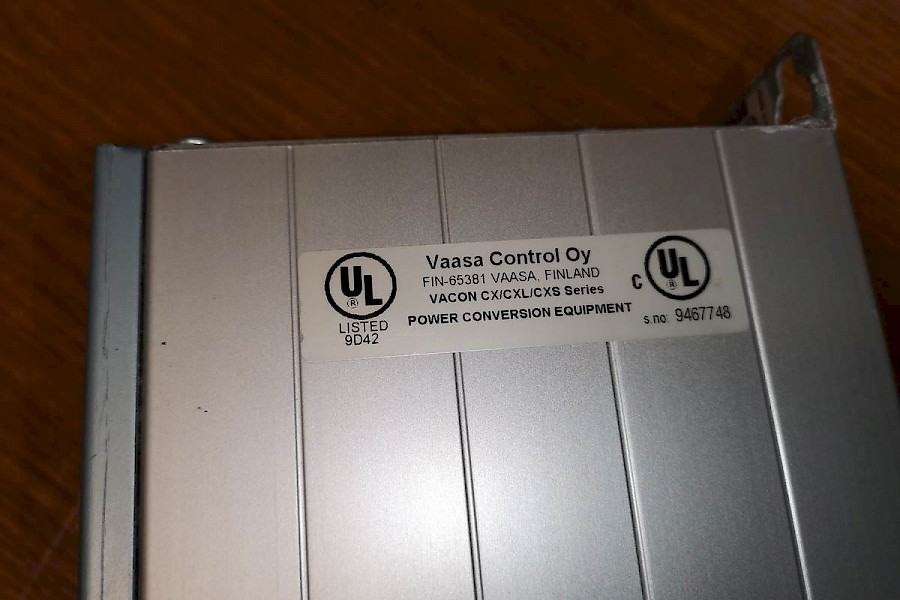 UL
®
LISTED
9D42
Vaasa Control Oy
FIN-65381 VAASA, FINLAND
VACON CX/CXL/CXS Series
POWER CONVERSION EQUIPMENT
C UL
®
s.no: 9467748